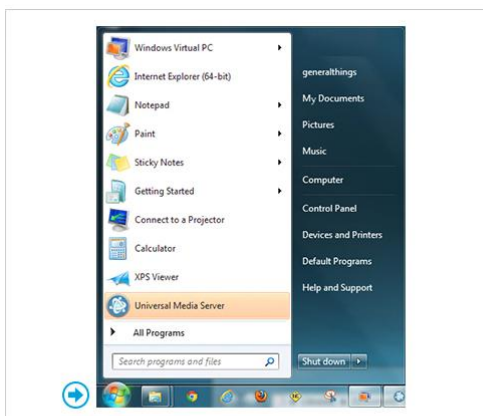 Windows Virtual PC
Internet Explorer (64-bit)
Notepad
Paint
Sticky Notes
Getting Started
Connect to a Projector
Calculator
XPS Viewer
Universal Media Server
All Programs
Search programs and files
generalthings
My Documents
Pictures
Music
Computer
Control Panel
Devices and Printers
Default Programs
Help and Support
Shut down